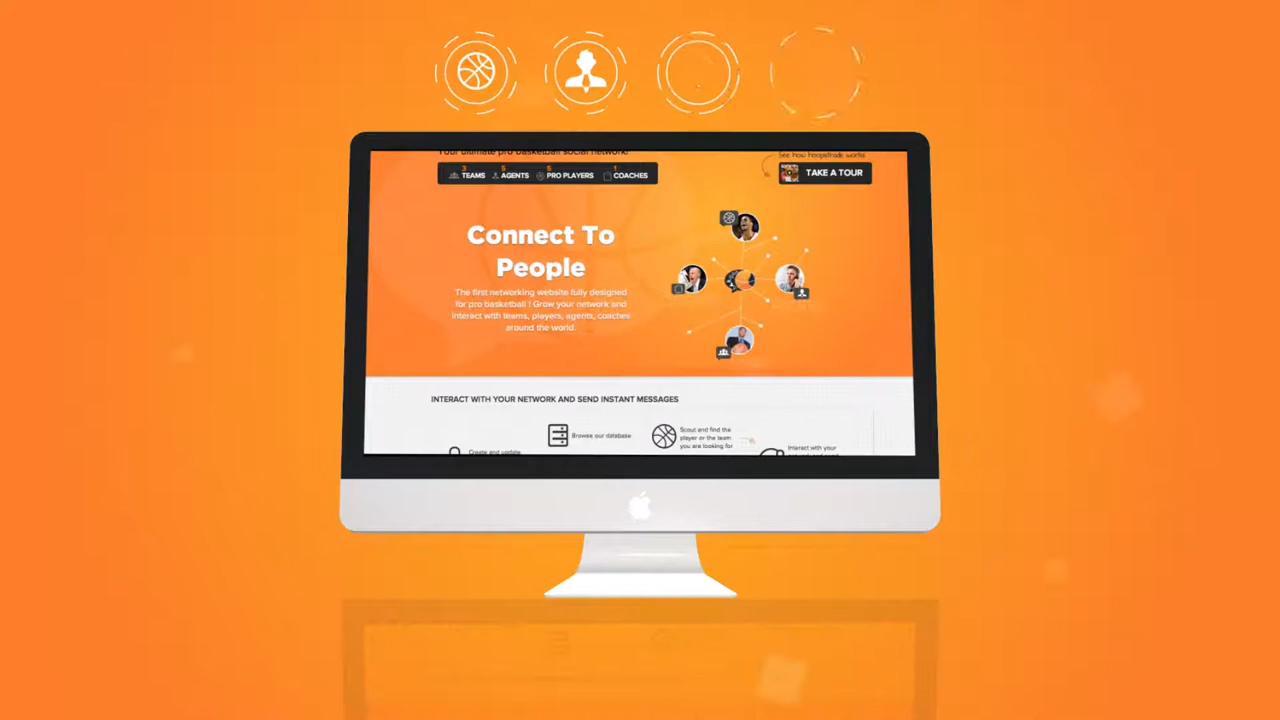 Your ultimate pro basketball social network!
See how hoopstrade works
3 TEAMS 5 AGENTS 5 PRO PLAYERS 1 COACHES
TAKE A TOUR
Connect To
People
The first networking website fully designed
for pro basketball ! Grow your network and
interact with teams, players, agents, coaches
around the world.
INTERACT WITH YOUR NETWORK AND SEND INSTANT MESSAGES
Browse our database
Scout and find the
player or the team
you are looking for
Create and update
Interact with your